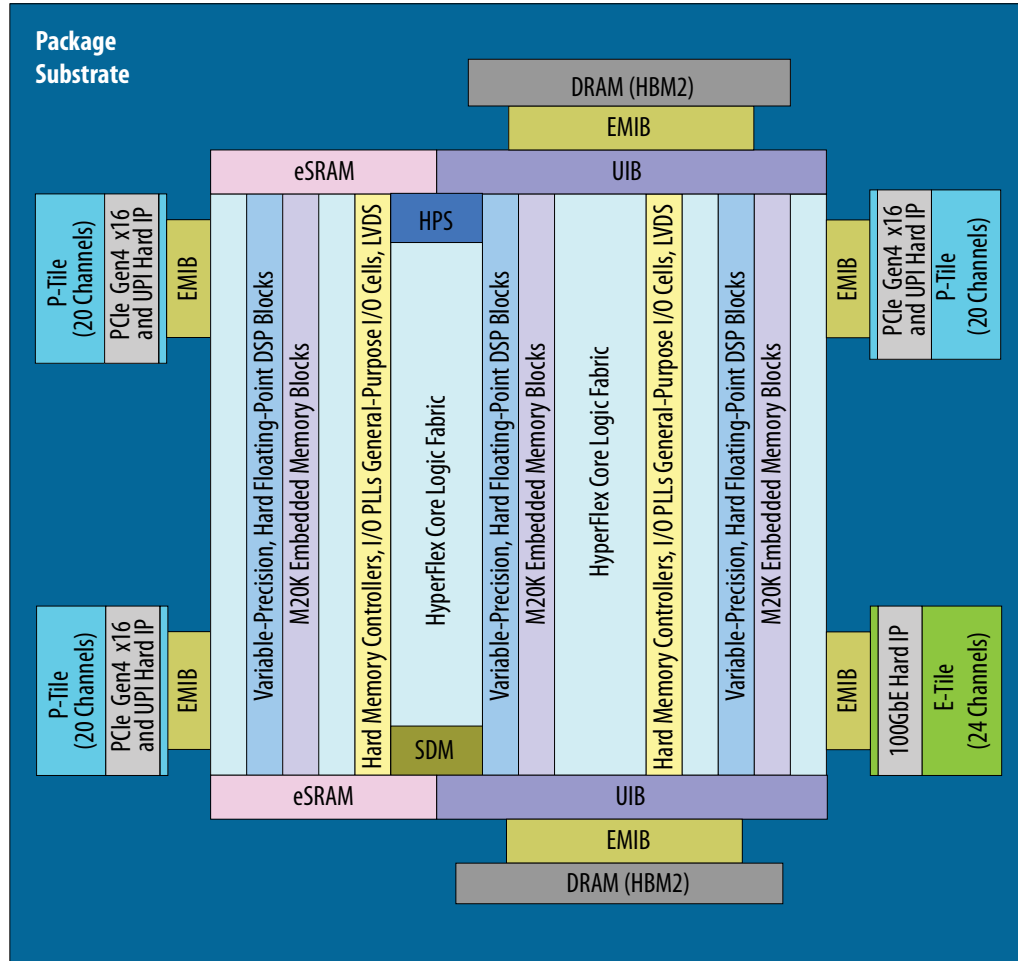 Package
Substrate
DRAM (HBM2)
EMIB
eSRAM
UIB
P-Tile
(20 Channels)
PCIe Gen4 x16
and UPI Hard IP
EMIB
HPS
EMIB
PCIe Gen4 x16
and UPI Hard IP
P-Tile
(20 Channels)
Variable-Precision, Hard Floating-Point DSP Blocks
M20K Embedded Memory Blocks
Hard Memory Controllers, I/O PLLs General-Purpose I/O Cells, LVDS
HyperFlex Core Logic Fabric
Variable-Precision, Hard Floating-Point DSP Blocks
M20K Embedded Memory Blocks
HyperFlex Core Logic Fabric
Hard Memory Controllers, I/O PLLs General-Purpose I/O Cells, LVDS
Variable-Precision, Hard Floating-Point DSP Blocks
M20K Embedded Memory Blocks
P-Tile
(20 Channels)
PCIe Gen4 x16
and UPI Hard IP
EMIB
SDM
EMIB
100GbE Hard IP
E-Tile
(24 Channels)
eSRAM
UIB
EMIB
DRAM (HBM2)